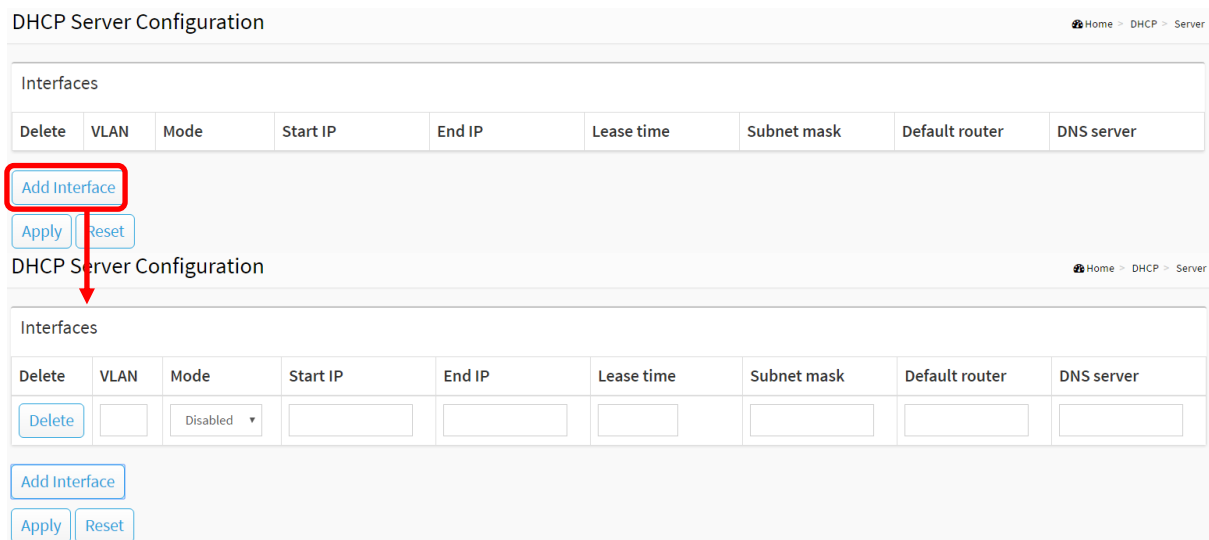 DHCP Server Configuration Home > DHCP > Server
Interfaces
Delete VLAN Mode Start IP End IP Lease time Subnet mask Default router DNS server
Add Interface
Apply Reset
DHCP Server Configuration Home > DHCP > Server
Interfaces
Delete VLAN Mode Start IP End IP Lease time Subnet mask Default router DNS server
Delete Disabled
Add Interface
Apply Reset